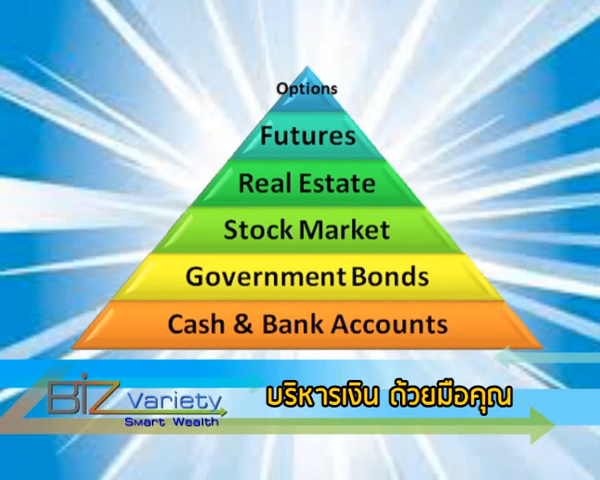 Options
Futures
Real Estate
Stock Market
Government Bonds
Cash & Bank Accounts
BIZ Variety
Smart Wealth
บริหารเงิน ด้วยมือคุณ